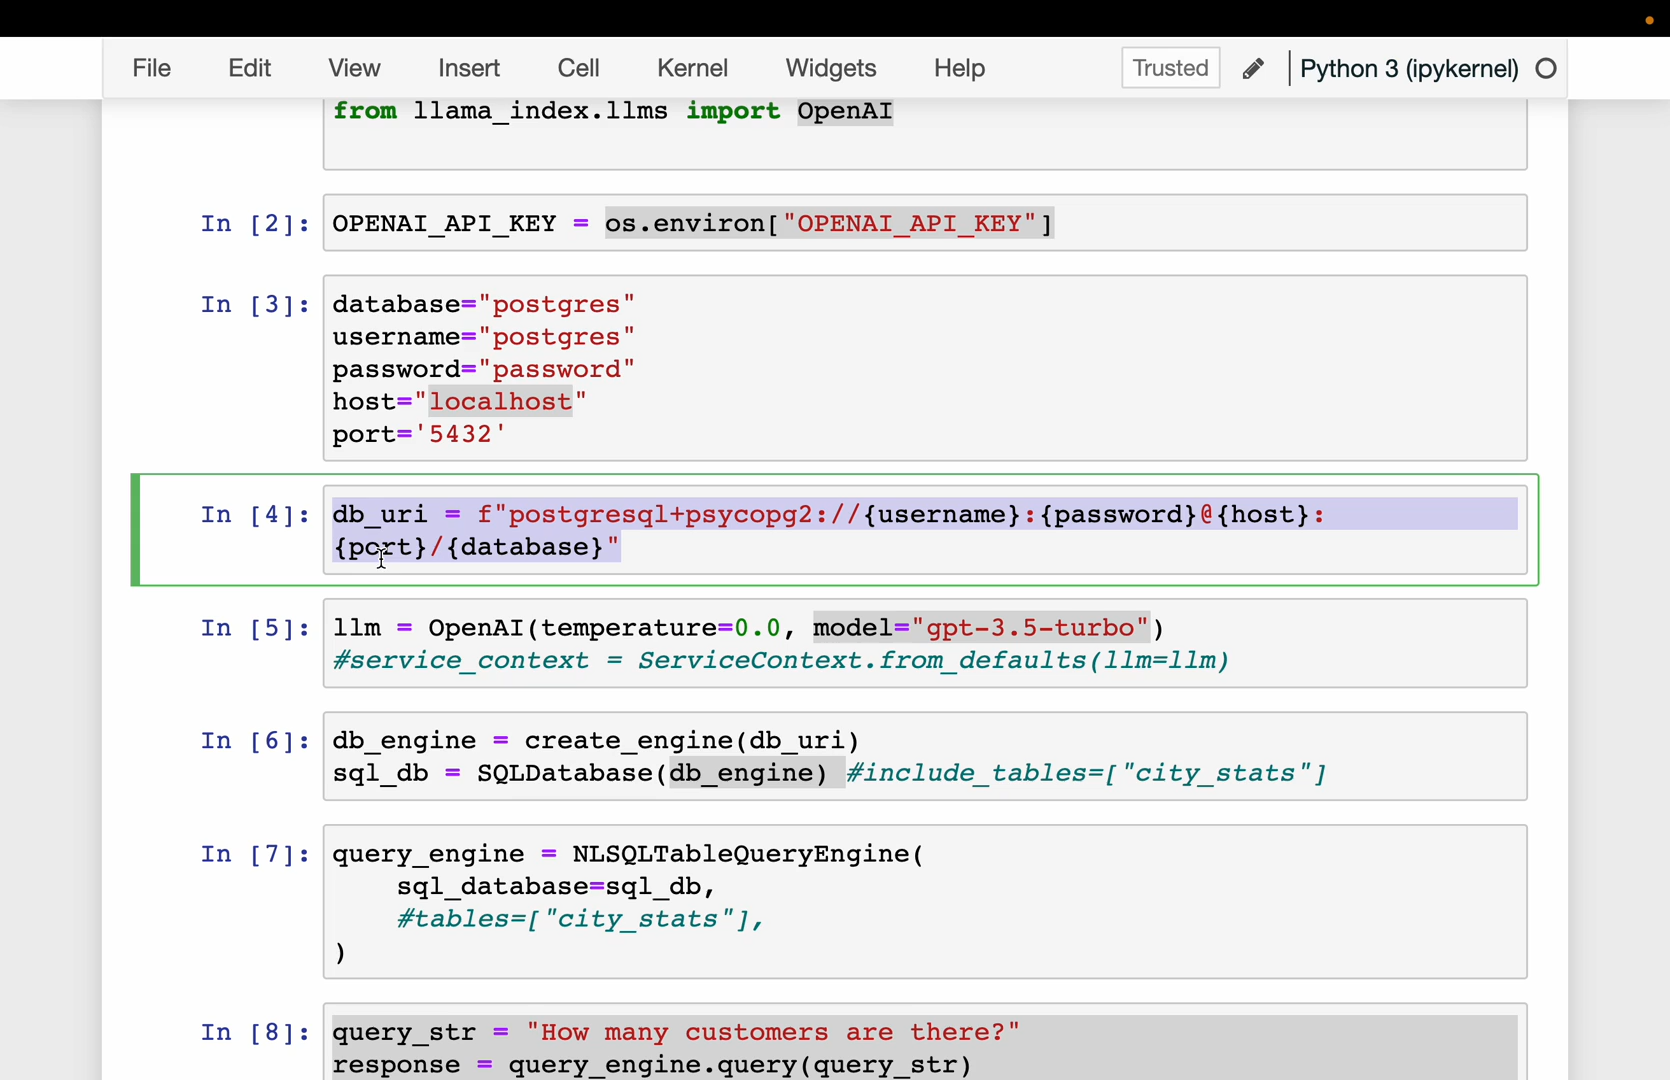 File Edit View Insert Cell Kernel Widgets Help Trusted Python 3 (ipykernel)
from llama_index.llms import OpenAI
In [2]: OPENAI_API_KEY = os.environ["OPENAI_API_KEY"]
In [3]: database="postgres"
username="postgres"
password="password"
host="localhost"
port='5432'
In [4]: db_uri = f"postgresql+psycopg2://{username}:{password}@{host}:
{port}/{database}"
In [5]: llm = OpenAI(temperature=0.0, model="gpt-3.5-turbo")
#service_context = ServiceContext.from_defaults(llm=llm)
In [6]: db_engine = create_engine(db_uri)
sql_db = SQLDatabase(db_engine) #include_tables=["city_stats"]
In [7]: query_engine = NLSQLTableQueryEngine(
    sql_database=sql_db,
    #tables=["city_stats"],
)
In [8]: query_str = "How many customers are there?"
response = query_engine.query(query_str)